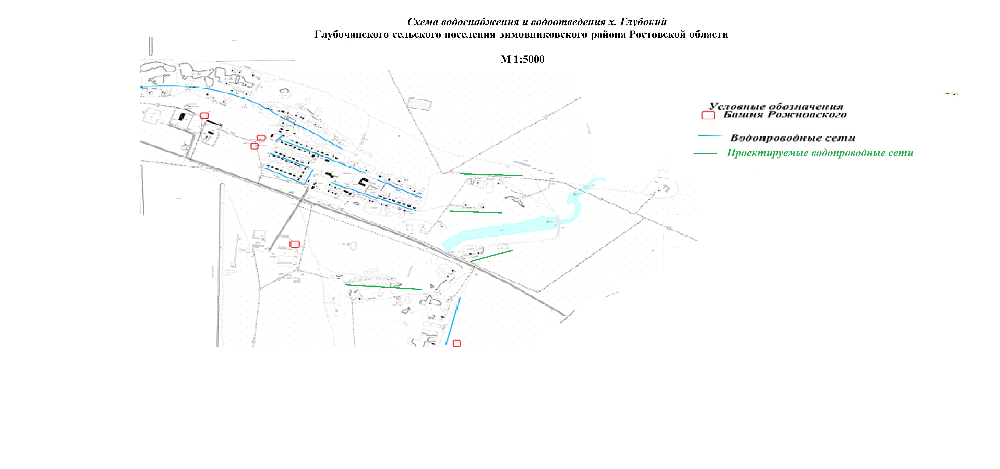 Схема водоснабжения и водоотведения х. Глубокий
Глубочанского сельского поселения Зимовниковского района Ростовской области
М 1:5000
Условные обозначения
Башня Рожноаского
Водопроводные сети
Проектируемые водопроводные сети